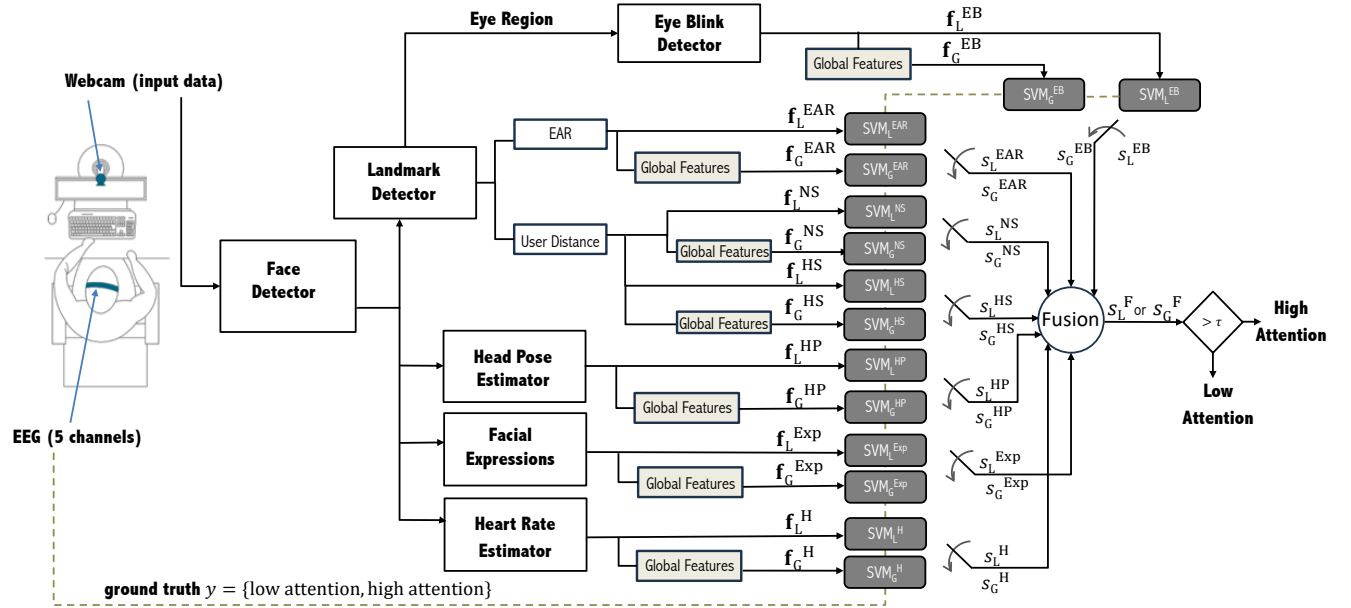 Webcam (input data)
EEG (5 channels)
ground truth y = {low attention, high attention}
Face
Detector
Landmark
Detector
Eye Region
Eye Blink
Detector
f_L^EB
Global Features
f_G^EB
SVM_G^EB
SVM_L^EB
s_G^EB
s_L^EB
EAR
f_L^EAR
SVM_L^EAR
Global Features
f_G^EAR
SVM_G^EAR
s_L^EAR
s_G^EAR
User Distance
f_L^NS
SVM_L^NS
Global Features
f_G^NS
SVM_G^NS
s_L^NS
s_G^NS
f_L^HS
SVM_L^HS
Global Features
f_G^HS
SVM_G^HS
s_L^HS
s_G^HS
Head Pose
Estimator
f_L^HP
SVM_L^HP
Global Features
f_G^HP
SVM_G^HP
s_L^HP
s_G^HP
Facial
Expressions
f_L^Exp
SVM_L^Exp
Global Features
f_G^Exp
SVM_G^Exp
s_L^Exp
s_G^Exp
Heart Rate
Estimator
f_L^H
SVM_L^H
Global Features
f_G^H
SVM_G^H
s_L^H
s_G^H
Fusion
s_L^F or s_G^F
> τ
High
Attention
Low
Attention